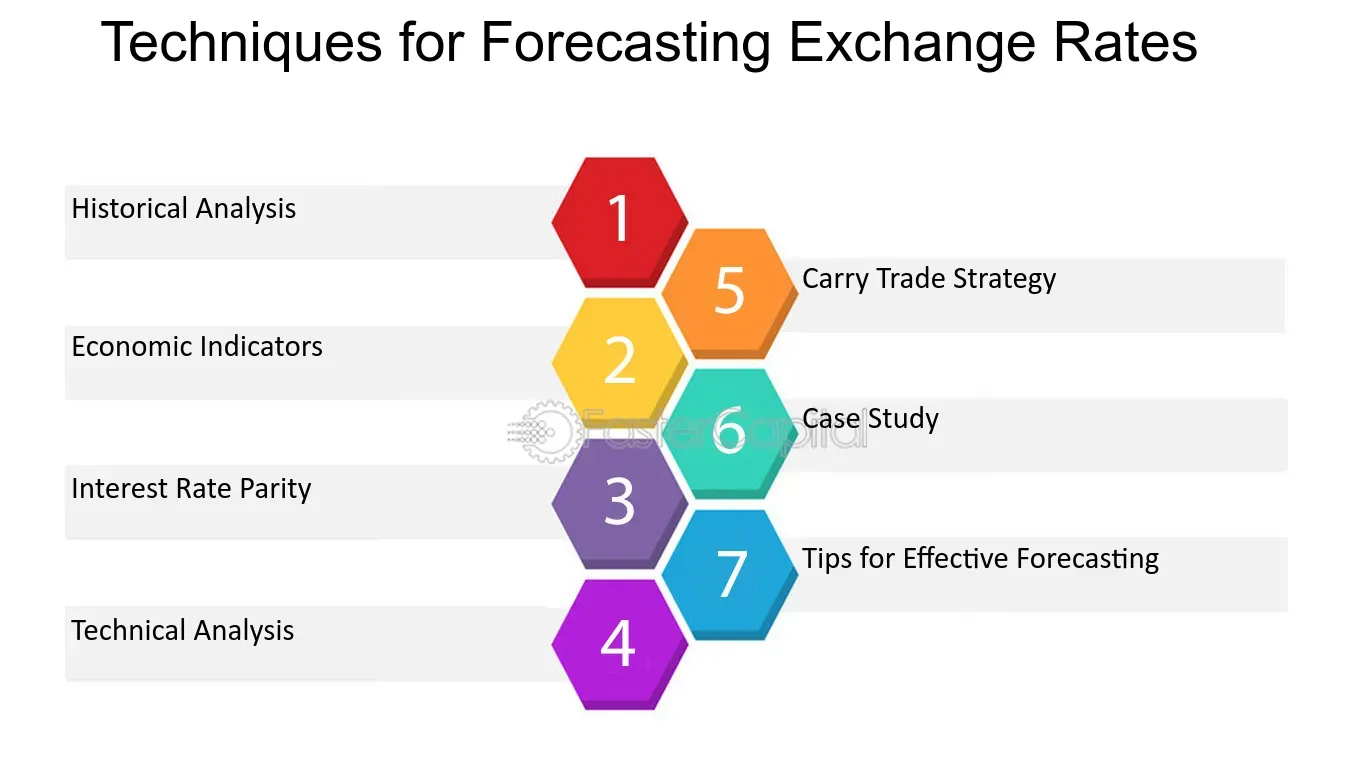 Techniques for Forecasting Exchange Rates
Historical Analysis
1
Economic Indicators
2
Interest Rate Parity
3
Technical Analysis
4
5
Carry Trade Strategy
6
Case Study
7
Tips for Effective Forecasting
FasterCapital